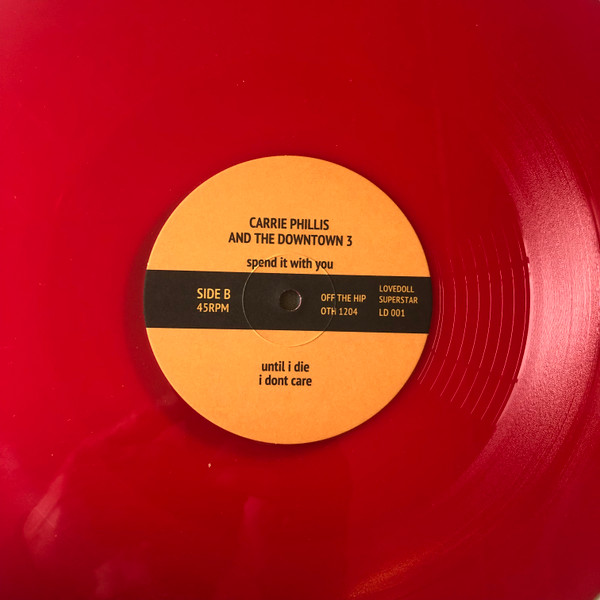 CARRIE PHILLIS
AND THE DOWNTOWN 3
spend it with you
SIDE B
45RPM
OFF THE HIP
OTH 1204
LOVEDOLL
SUPERSTAR
LD 001
until i die
i dont care